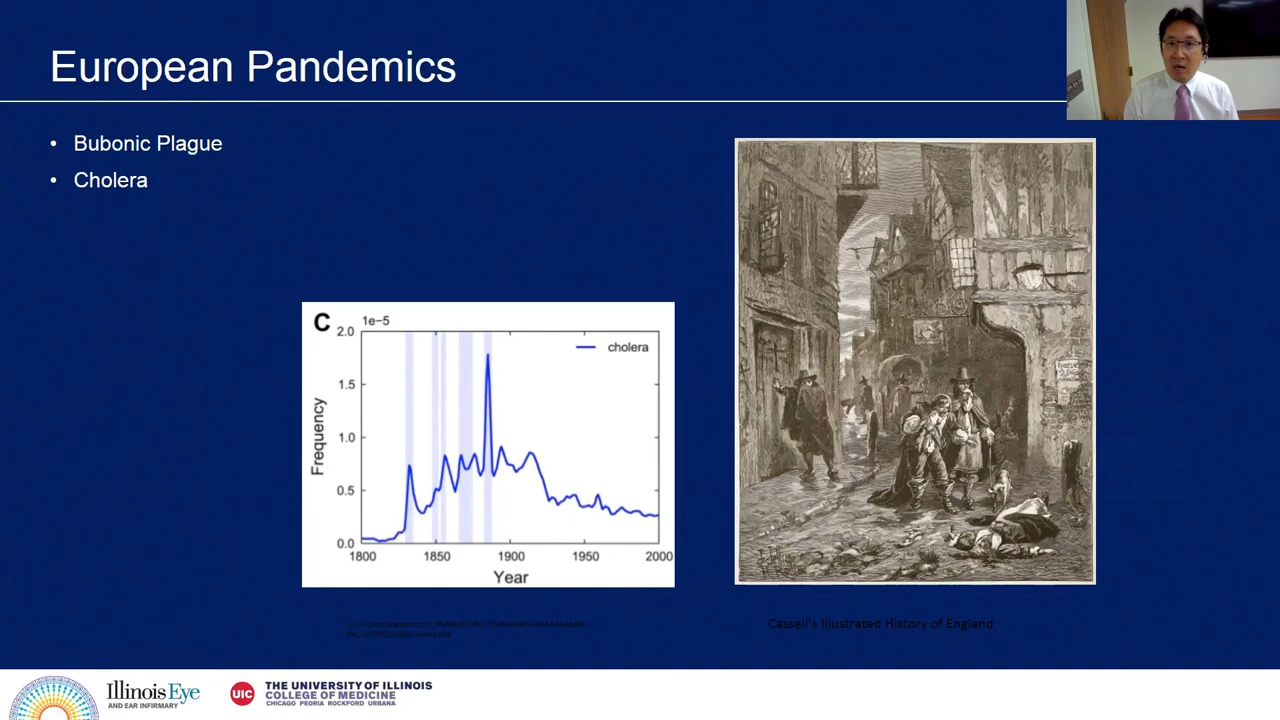 European Pandemics
• Bubonic Plague
• Cholera
C
1e−5
2.0
1.5
1.0
0.5
0.0
Frequency
cholera
1800
1850
1900
1950
2000
Year
Cassell's Illustrated History of England
Illinois Eye
AND EAR INFIRMARY
UIC
THE UNIVERSITY OF ILLINOIS
COLLEGE OF MEDICINE
CHICAGO PEORIA ROCKFORD URBANA